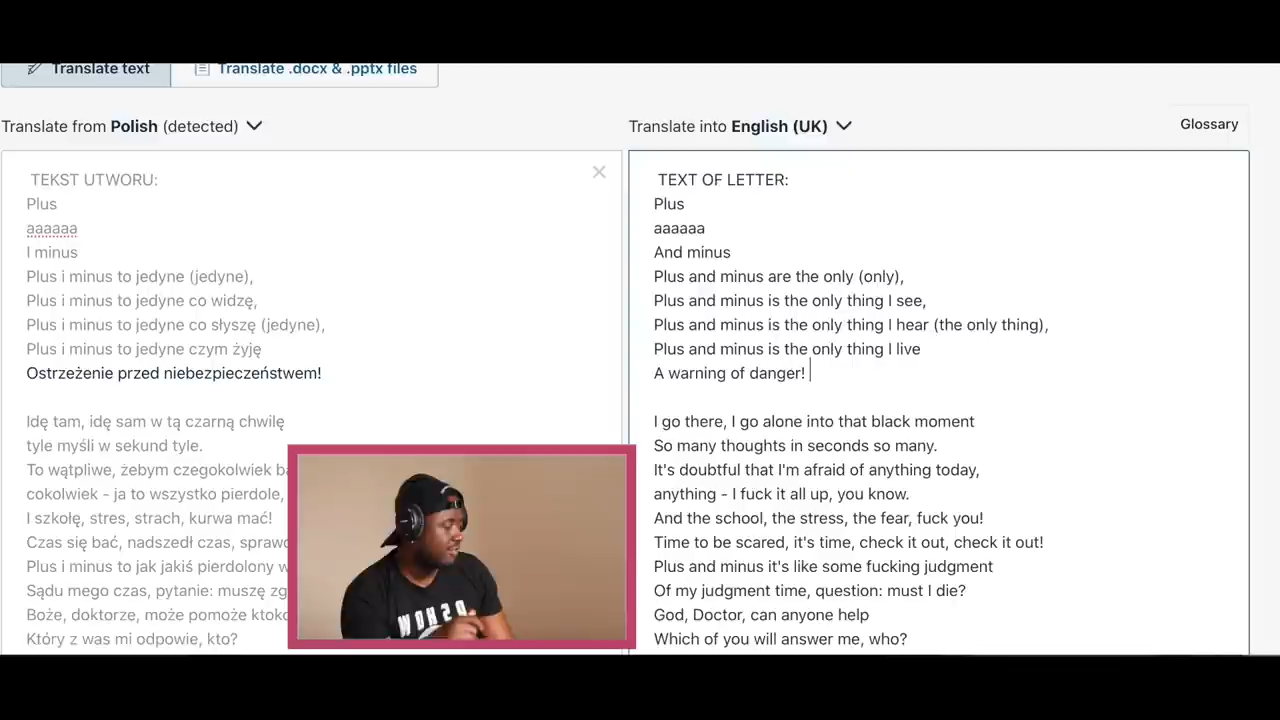 Translate text
Translate .docx & .pptx files
Translate from Polish (detected)
Translate into English (UK)
Glossary
TEKST UTWORU:
Plus
aaaaaa
I minus
Plus i minus to jedyne (jedyne),
Plus i minus to jedyne co widzę,
Plus i minus to jedyne co słyszę (jedyne),
Plus i minus to jedyne czym żyję
Ostrzeżenie przed niebezpieczeństwem!
Idę tam, idę sam w tą czarną chwilę
tyle myśli w sekund tyle.
To wątpliwe, żebym czegokolwiek
cokolwiek - ja to wszystko pierdole,
I szkołę, stres, strach, kurwa mać!
Czas się bać, nadszedł czas,
Plus i minus to jak jakiś pierdolony
Sądu mego czas, pytanie: muszę
Boże, doktorze, może pomoże
Który z was mi odpowie, kto?
TEXT OF LETTER:
Plus
aaaaaa
And minus
Plus and minus are the only (only),
Plus and minus is the only thing I see,
Plus and minus is the only thing I hear (the only thing),
Plus and minus is the only thing I live
A warning of danger!
I go there, I go alone into that black moment
So many thoughts in seconds so many.
It's doubtful that I'm afraid of anything today,
anything - I fuck it all up, you know.
And the school, the stress, the fear, fuck you!
Time to be scared, it's time, check it out, check it out!
Plus and minus it's like some fucking judgment
Of my judgment time, question: must I die?
God, Doctor, can anyone help
Which of you will answer me, who?